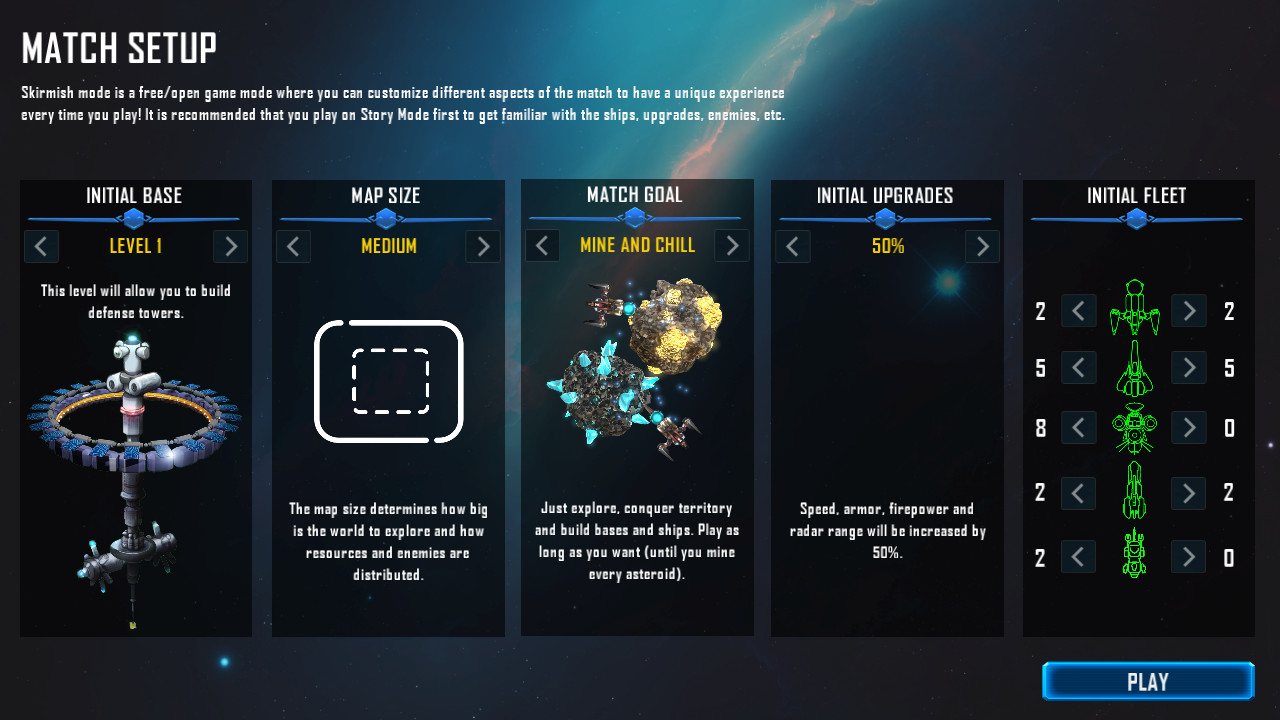 MATCH SETUP
Skirmish mode is a free/open game mode where you can customize different aspects of the match to have a unique experience
every time you play! It is recommended that you play on Story Mode first to get familiar with the ships, upgrades, enemies, etc.
INITIAL BASE
LEVEL 1
This level will allow you to build
defense towers.
MAP SIZE
MEDIUM
The map size determines how big
is the world to explore and how
resources and enemies are
distributed.
MATCH GOAL
MINE AND CHILL
Just explore, conquer territory
and build bases and ships. Play as
long as you want (until you mine
every asteroid).
INITIAL UPGRADES
50%
Speed, armor, firepower and
radar range will be increased by
50%.
INITIAL FLEET
2 2
5 5
8 0
2 2
2 0
PLAY